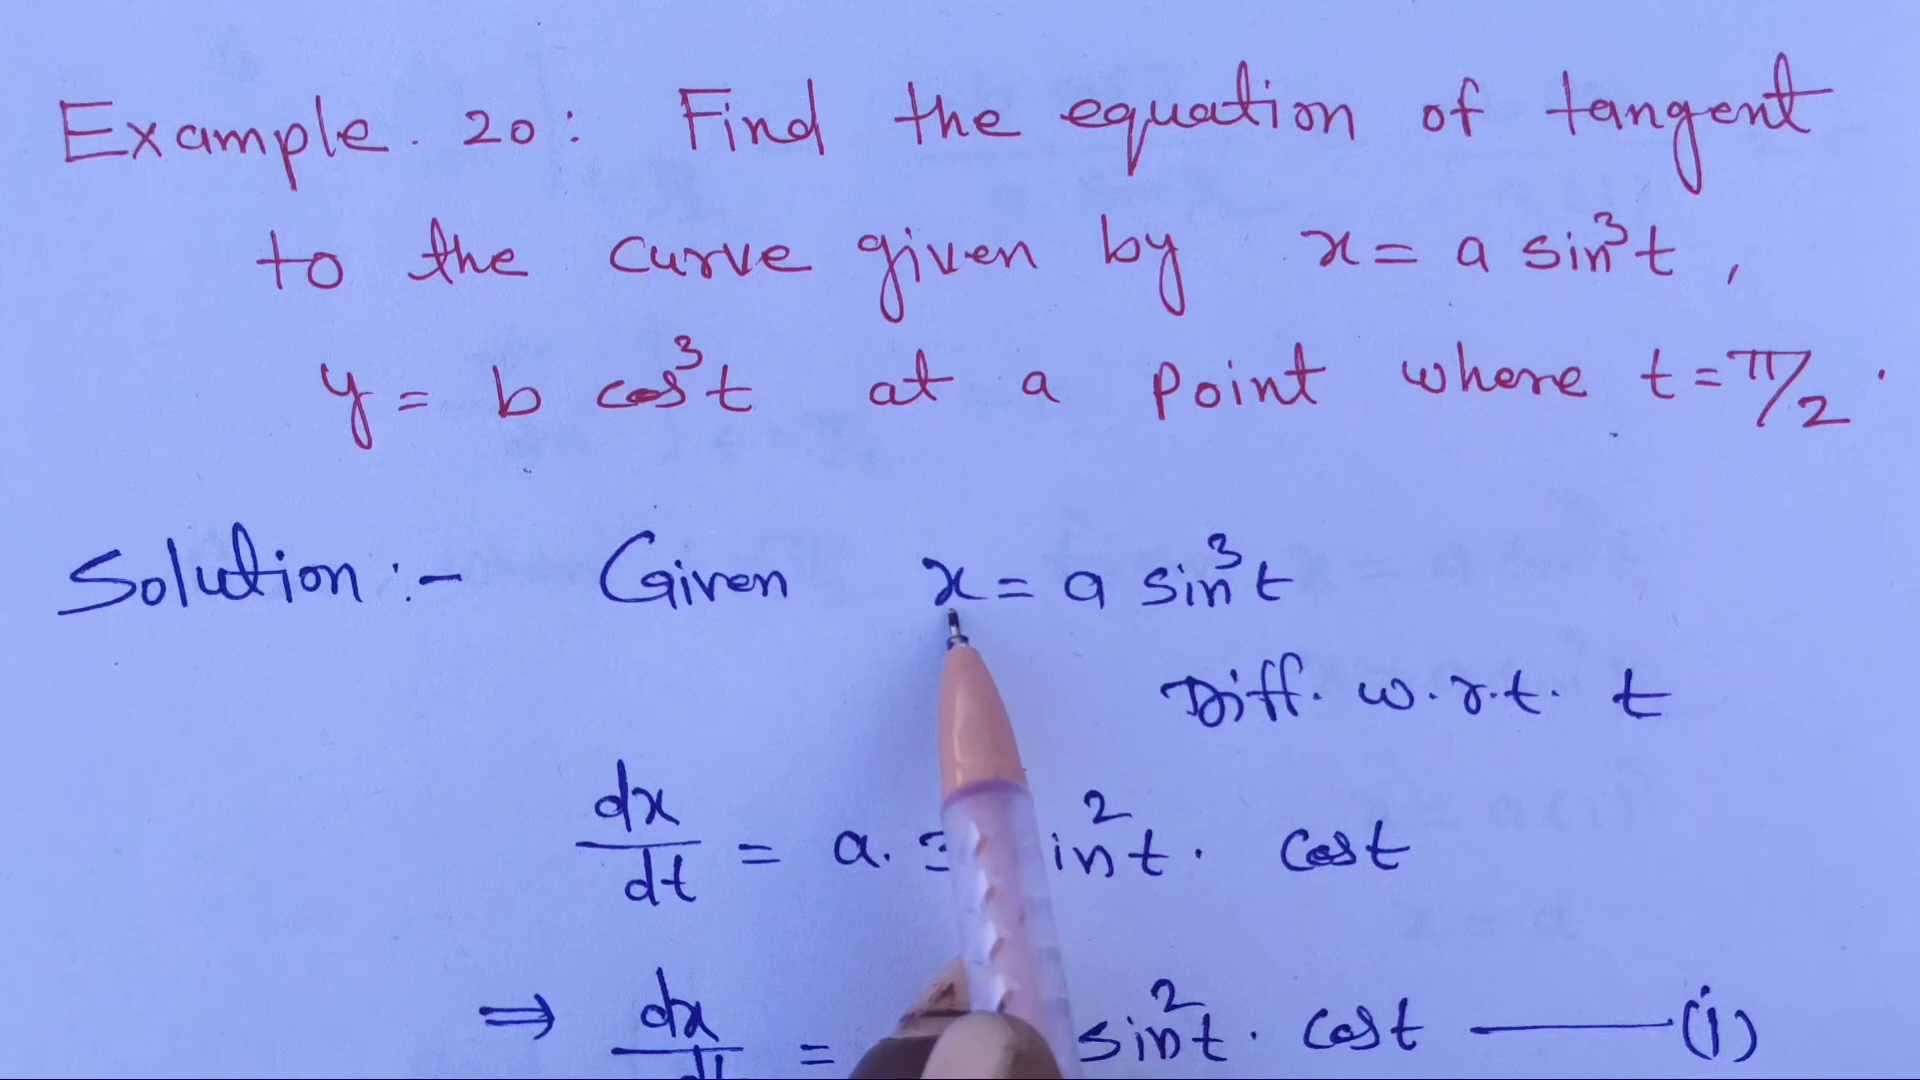 Example. 20: Find the equation of tangent
to the curve given by x = a sin³t,
y = b cos³t at a point where t = π/2.
Solution :- Given x = a sin³t
Diff. w.r.t. t
dx/dt = a. in²t. cost
⇒ dx/dt = sin²t. cost —— (i)